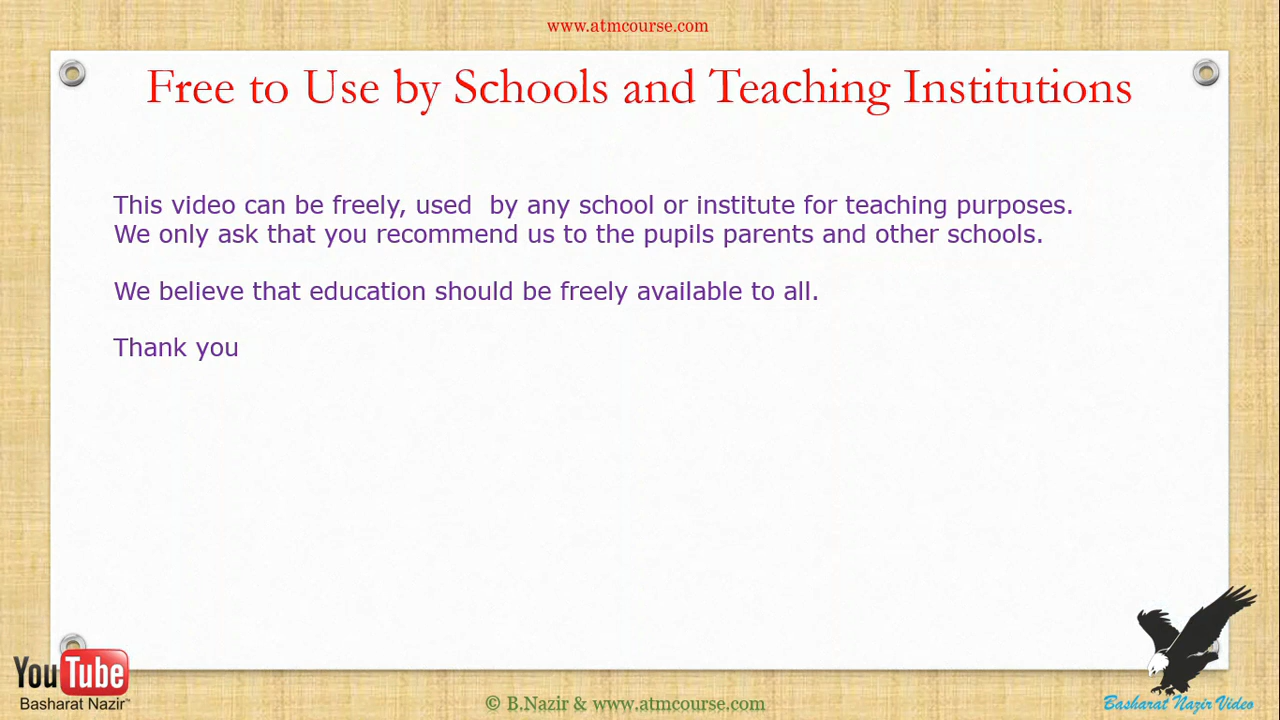 www.atmcourse.com
Free to Use by Schools and Teaching Institutions
This video can be freely, used  by any school or institute for teaching purposes.
We only ask that you recommend us to the pupils parents and other schools.
We believe that education should be freely available to all.
Thank you
YouTube
Basharat Nazir™
© B.Nazir & www.atmcourse.com
Basharat Nazir Video